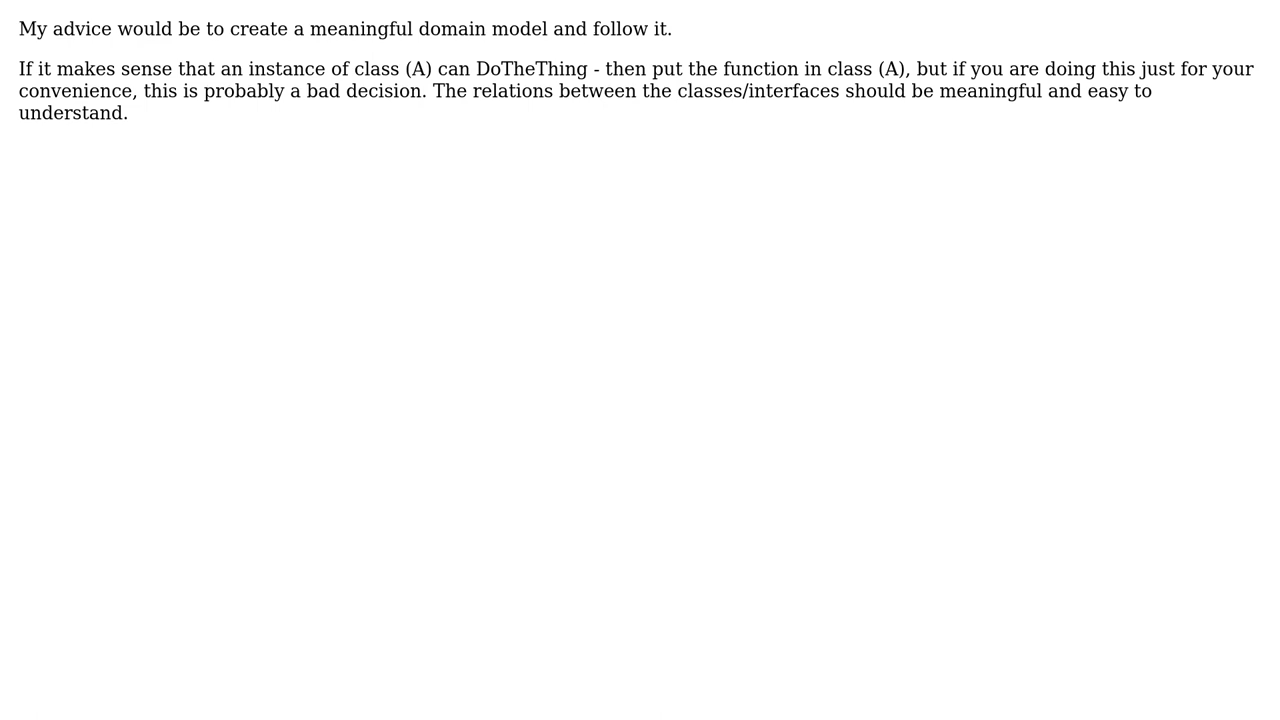 My advice would be to create a meaningful domain model and follow it.
If it makes sense that an instance of class (A) can DoTheThing - then put the function in class (A), but if you are doing this just for your
convenience, this is probably a bad decision. The relations between the classes/interfaces should be meaningful and easy to
understand.